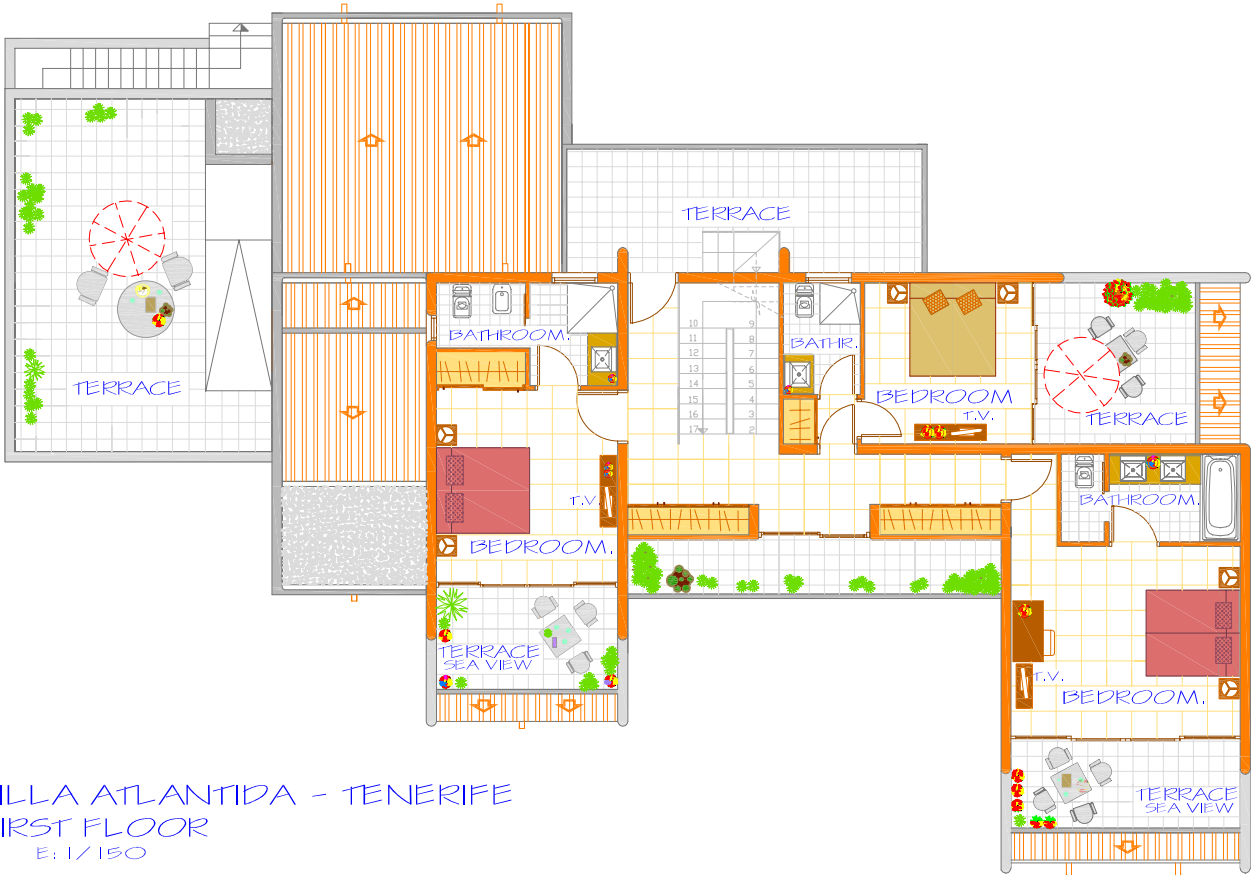 TERRACE
BATHROOM.
BATHR.
10 9
11 8
12 7
13 6
14 5
15 4
16 3
17 2
TERRACE
BEDROOM
T.V.
TERRACE
T.V.
BEDROOM.
BATHROOM.
TERRACE
SEA VIEW
T.V.
BEDROOM.
TERRACE
SEA VIEW
ILLA ATLANTIDA - TENERIFE
IRST FLOOR
E: 1/150